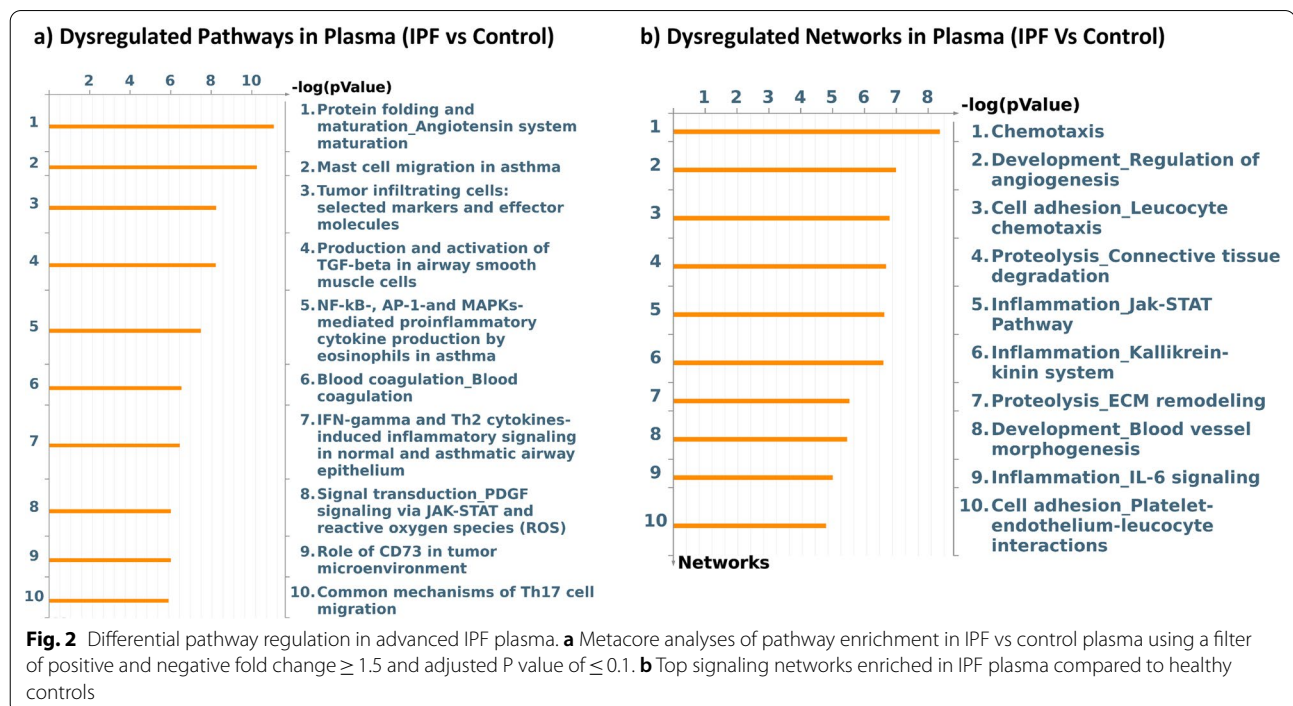 a) Dysregulated Pathways in Plasma (IPF vs Control)
2 4 6 8 10
-log(pValue)
1
2
3
4
5
6
7
8
9
10
1. Protein folding and
maturation_Angiotensin system
maturation
2. Mast cell migration in asthma
3. Tumor infiltrating cells:
selected markers and effector
molecules
4. Production and activation of
TGF-beta in airway smooth
muscle cells
5. NF-kB-, AP-1-and MAPKs-
mediated proinflammatory
cytokine production by
eosinophils in asthma
6. Blood coagulation_Blood
coagulation
7. IFN-gamma and Th2 cytokines-
induced inflammatory signaling
in normal and asthmatic airway
epithelium
8. Signal transduction_PDGF
signaling via JAK-STAT and
reactive oxygen species (ROS)
9. Role of CD73 in tumor
microenvironment
10. Common mechanisms of Th17 cell
migration
b) Dysregulated Networks in Plasma (IPF Vs Control)
1 2 3 4 5 6 7 8
-log(pValue)
1
2
3
4
5
6
7
8
9
10
Networks
1. Chemotaxis
2. Development_Regulation of
angiogenesis
3. Cell adhesion_Leucocyte
chemotaxis
4. Proteolysis_Connective tissue
degradation
5. Inflammation_Jak-STAT
Pathway
6. Inflammation_Kallikrein-
kinin system
7. Proteolysis_ECM remodeling
8. Development_Blood vessel
morphogenesis
9. Inflammation_IL-6 signaling
10. Cell adhesion_Platelet-
endothelium-leucocyte
interactions
Fig. 2 Differential pathway regulation in advanced IPF plasma. a Metacore analyses of pathway enrichment in IPF vs control plasma using a filter
of positive and negative fold change ≥ 1.5 and adjusted P value of ≤ 0.1. b Top signaling networks enriched in IPF plasma compared to healthy
controls